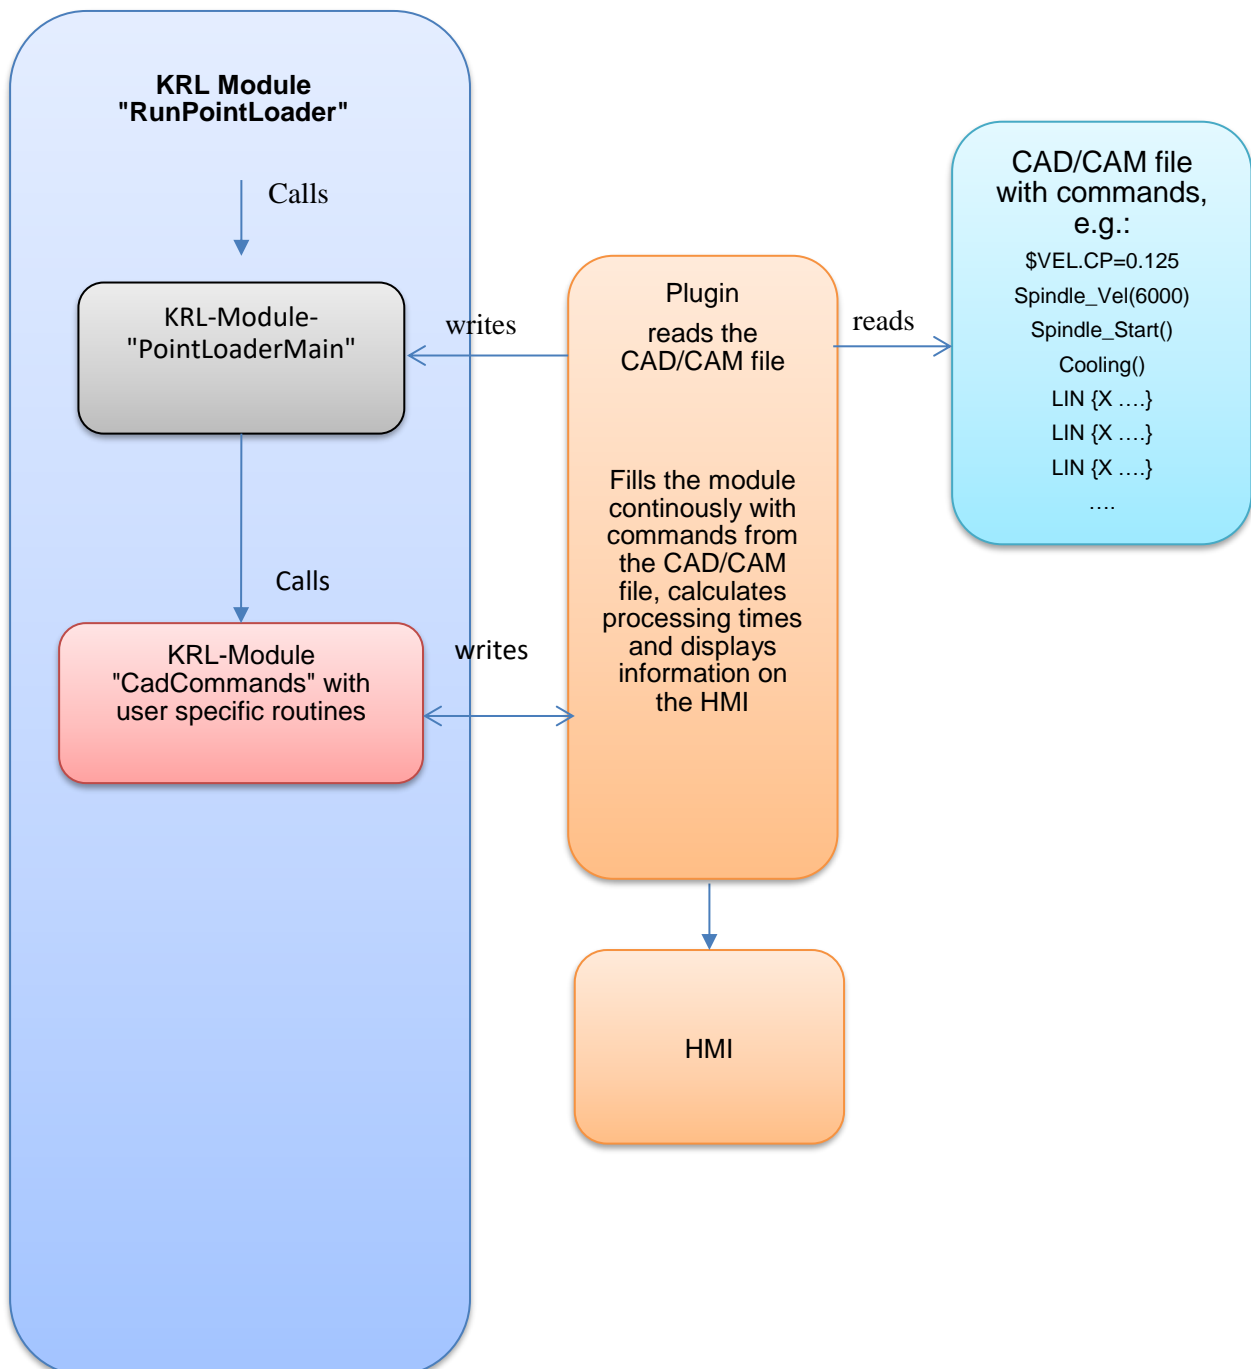 KRL Module
"RunPointLoader"
Calls
KRL-Module-
"PointLoaderMain"
Calls
KRL-Module
"CadCommands" with
user specific routines
writes
writes
Plugin
reads the
CAD/CAM file
Fills the module
continously with
commands from
the CAD/CAM
file, calculates
processing times
and displays
information on
the HMI
HMI
reads
CAD/CAM file
with commands,
e.g.:
$VEL.CP=0.125
Spindle_Vel(6000)
Spindle_Start()
Cooling()
LIN {X ....}
LIN {X ....}
LIN {X ....}
....